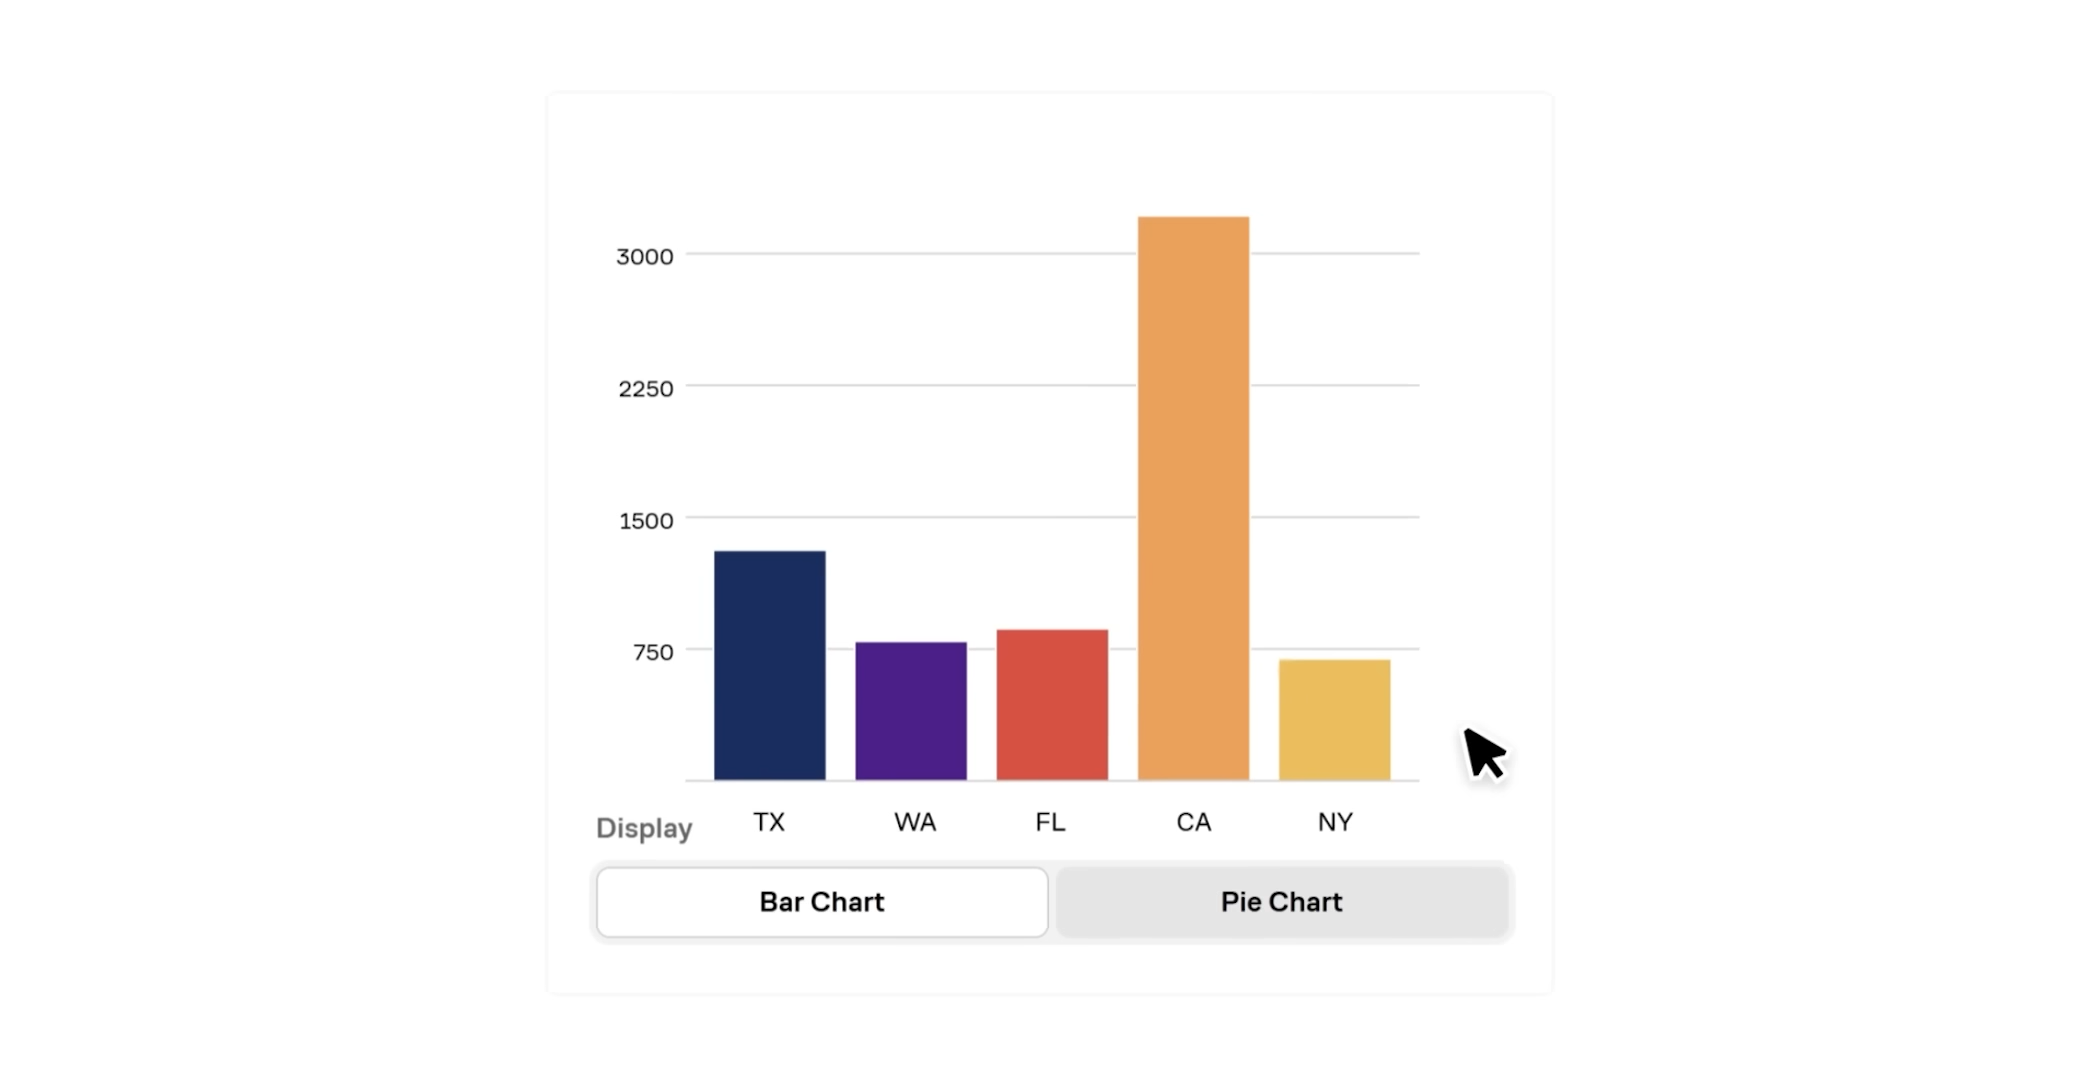 3000
2250
1500
750
TX WA FL CA NY
Display
Bar Chart Pie Chart